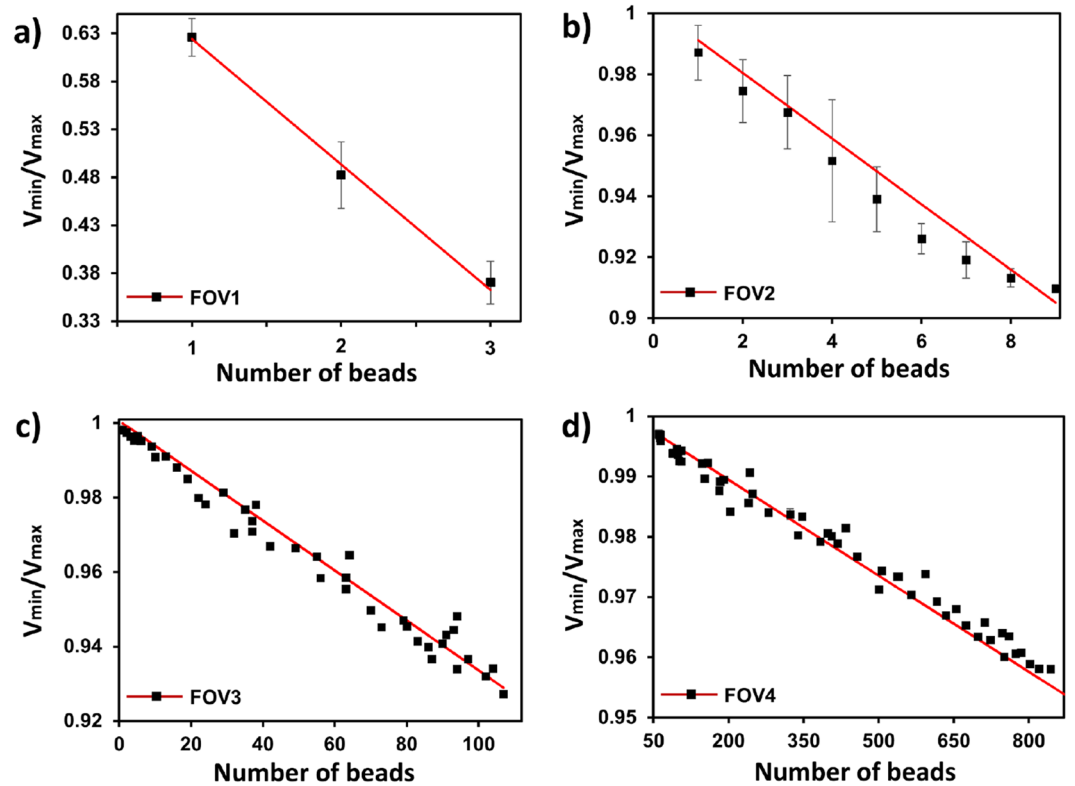 a)
0.63
0.58
0.53
0.48
0.43
0.38
0.33
Vmin/Vmax
FOV1
1 2 3
Number of beads
b)
1
0.98
0.96
0.94
0.92
0.9
Vmin/Vmax
FOV2
0 2 4 6 8
Number of beads
c)
1
0.98
0.96
0.94
0.92
Vmin/Vmax
FOV3
0 20 40 60 80 100
Number of beads
d)
1
0.99
0.98
0.97
0.96
0.95
Vmin/Vmax
FOV4
50 200 350 500 650 800
Number of beads